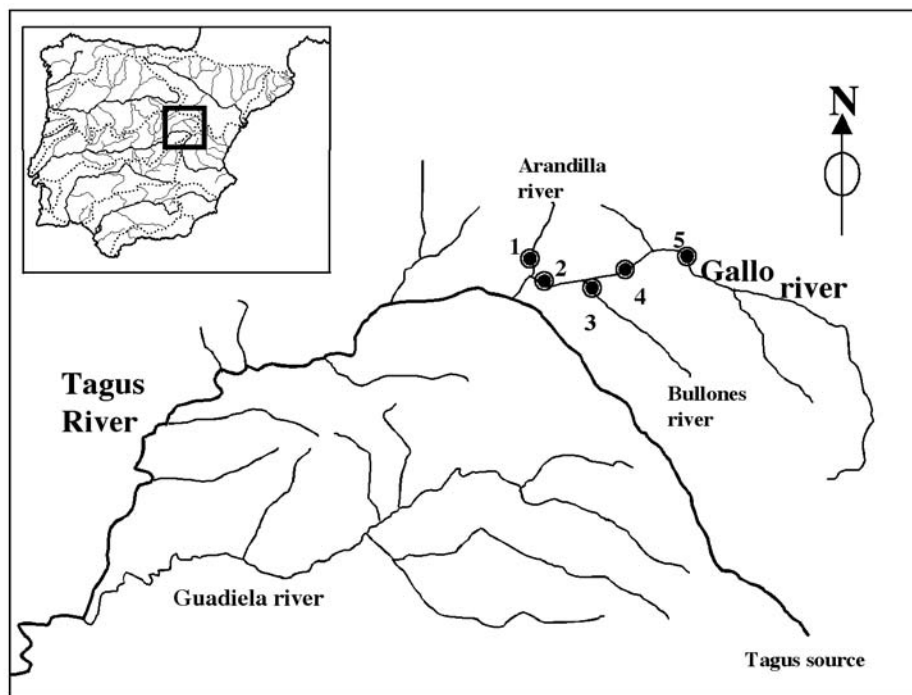 N
Arandilla
river
1
2
3
4
5
Gallo
river
Bullones
river
Tagus
River
Guadiela river
Tagus source